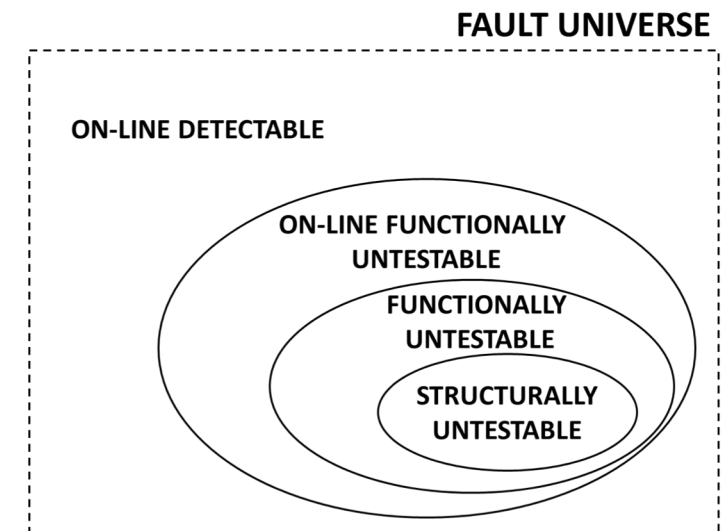 FAULT UNIVERSE
ON-LINE DETECTABLE
ON-LINE FUNCTIONALLY
UNTESTABLE
FUNCTIONALLY
UNTESTABLE
STRUCTURALLY
UNTESTABLE